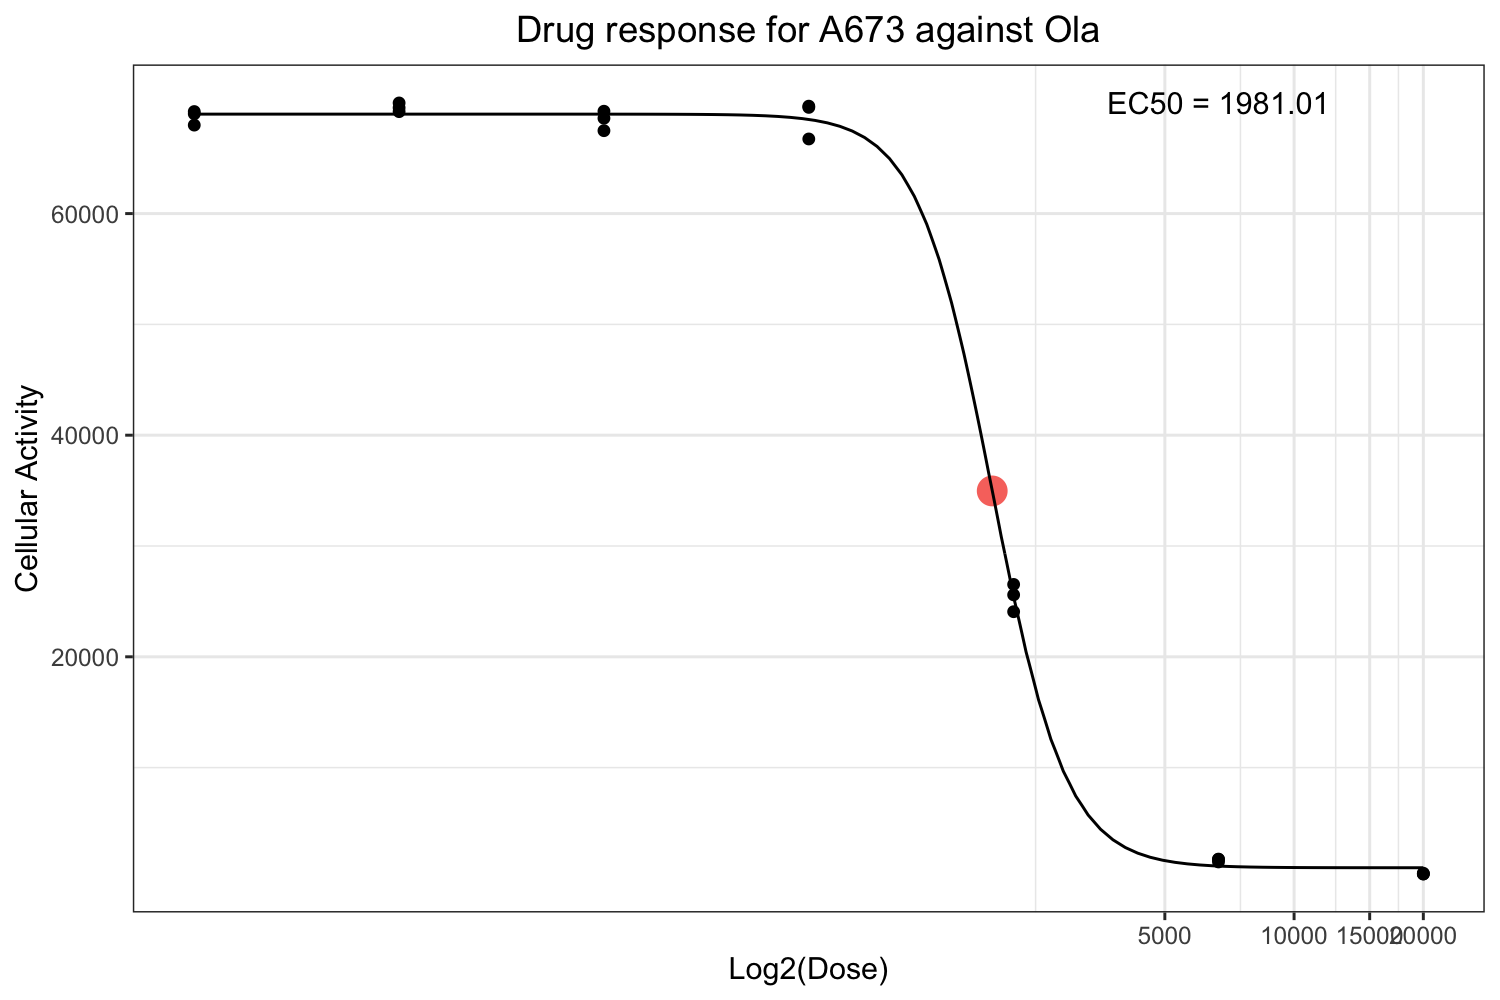 Drug response for A673 against Ola
EC50 = 1981.01
60000
40000
20000
Cellular Activity
5000 10000 15000 20000
Log2(Dose)